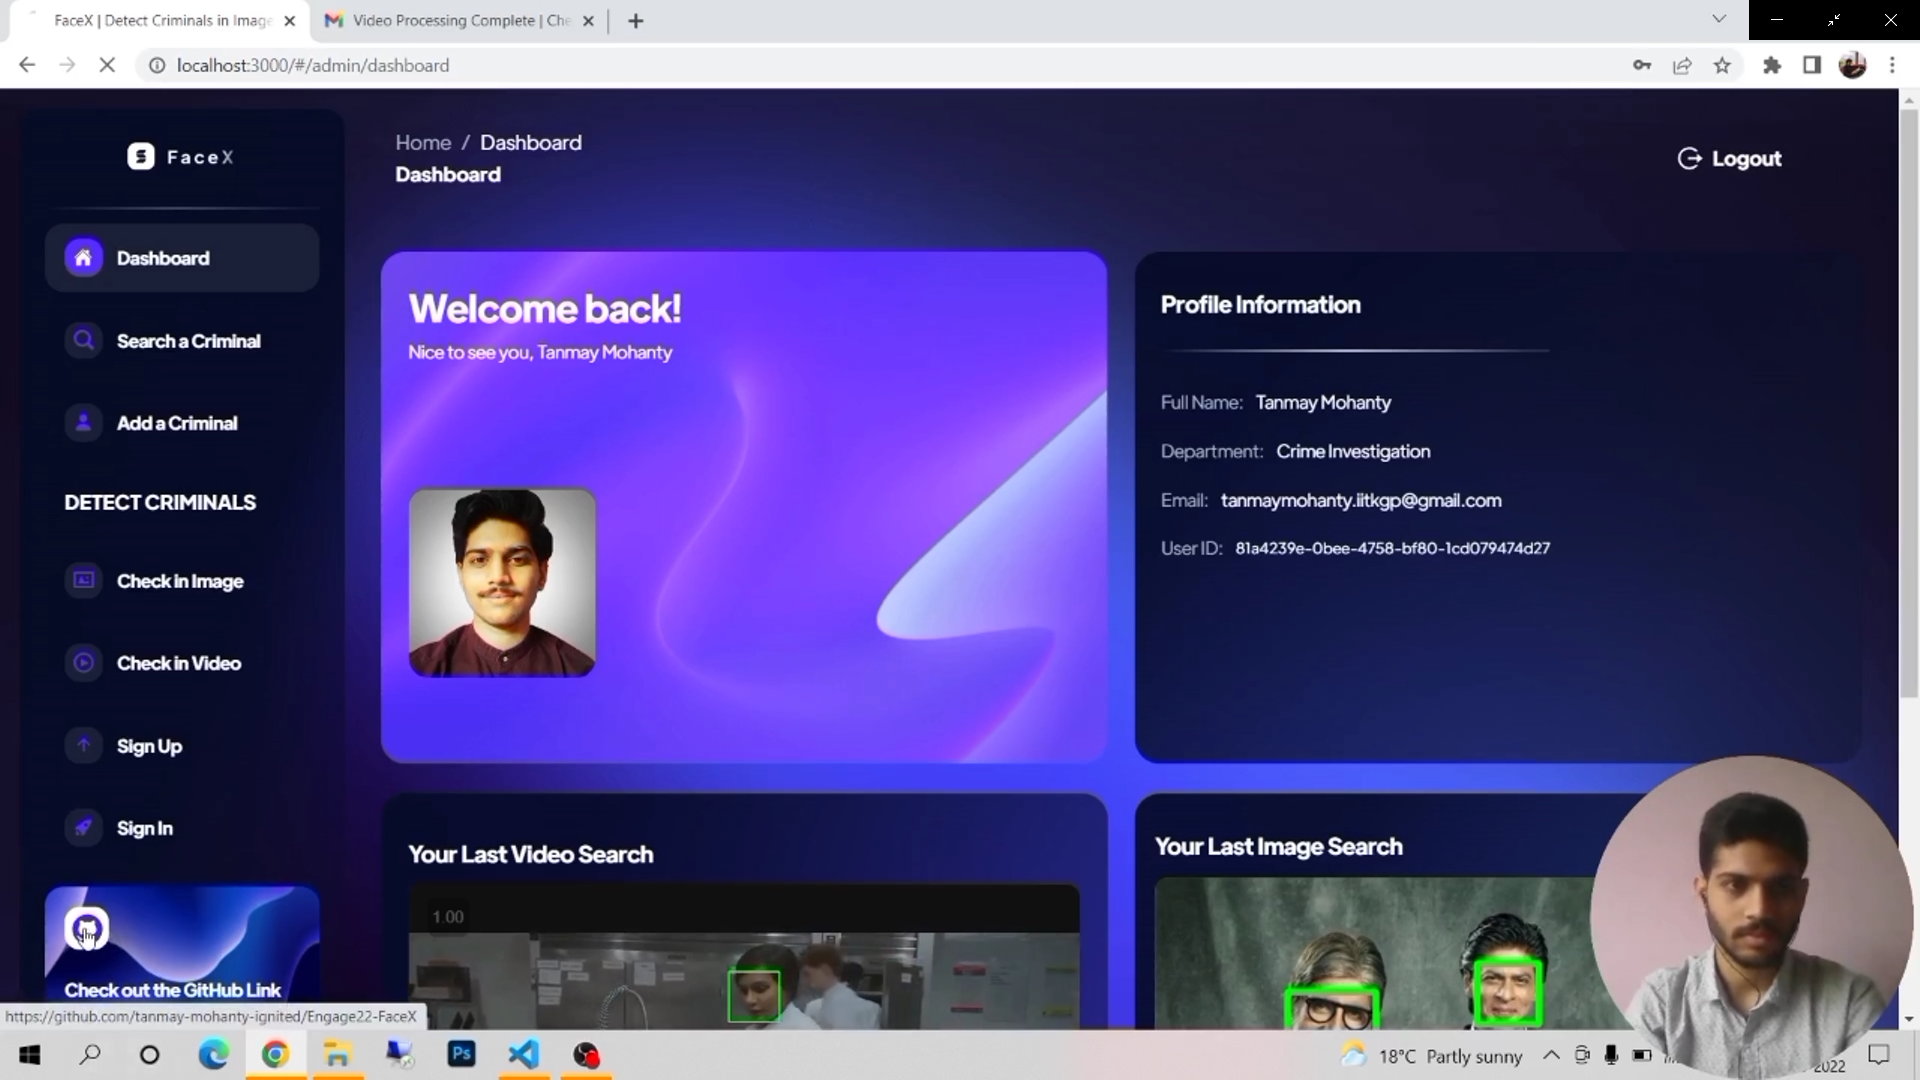 FaceX | Detect Criminals in Image
Video Processing Complete | Che
localhost:3000/#/admin/dashboard
FaceX
Home / Dashboard
Dashboard
Logout
Dashboard
Search a Criminal
Add a Criminal
DETECT CRIMINALS
Check in Image
Check in Video
Sign Up
Sign In
Check out the GitHub Link
Welcome back!
Nice to see you, Tanmay Mohanty
Profile Information
Full Name: Tanmay Mohanty
Department: Crime Investigation
Email: tanmaymohanty.iitkgp@gmail.com
User ID: 81a4239e-0bee-4758-bf80-1cd079474d27
Your Last Video Search
1.00
Your Last Image Search
https://github.com/tanmay-mohanty-ignited/Engage22-FaceX
Ps
18°C Partly sunny
2022